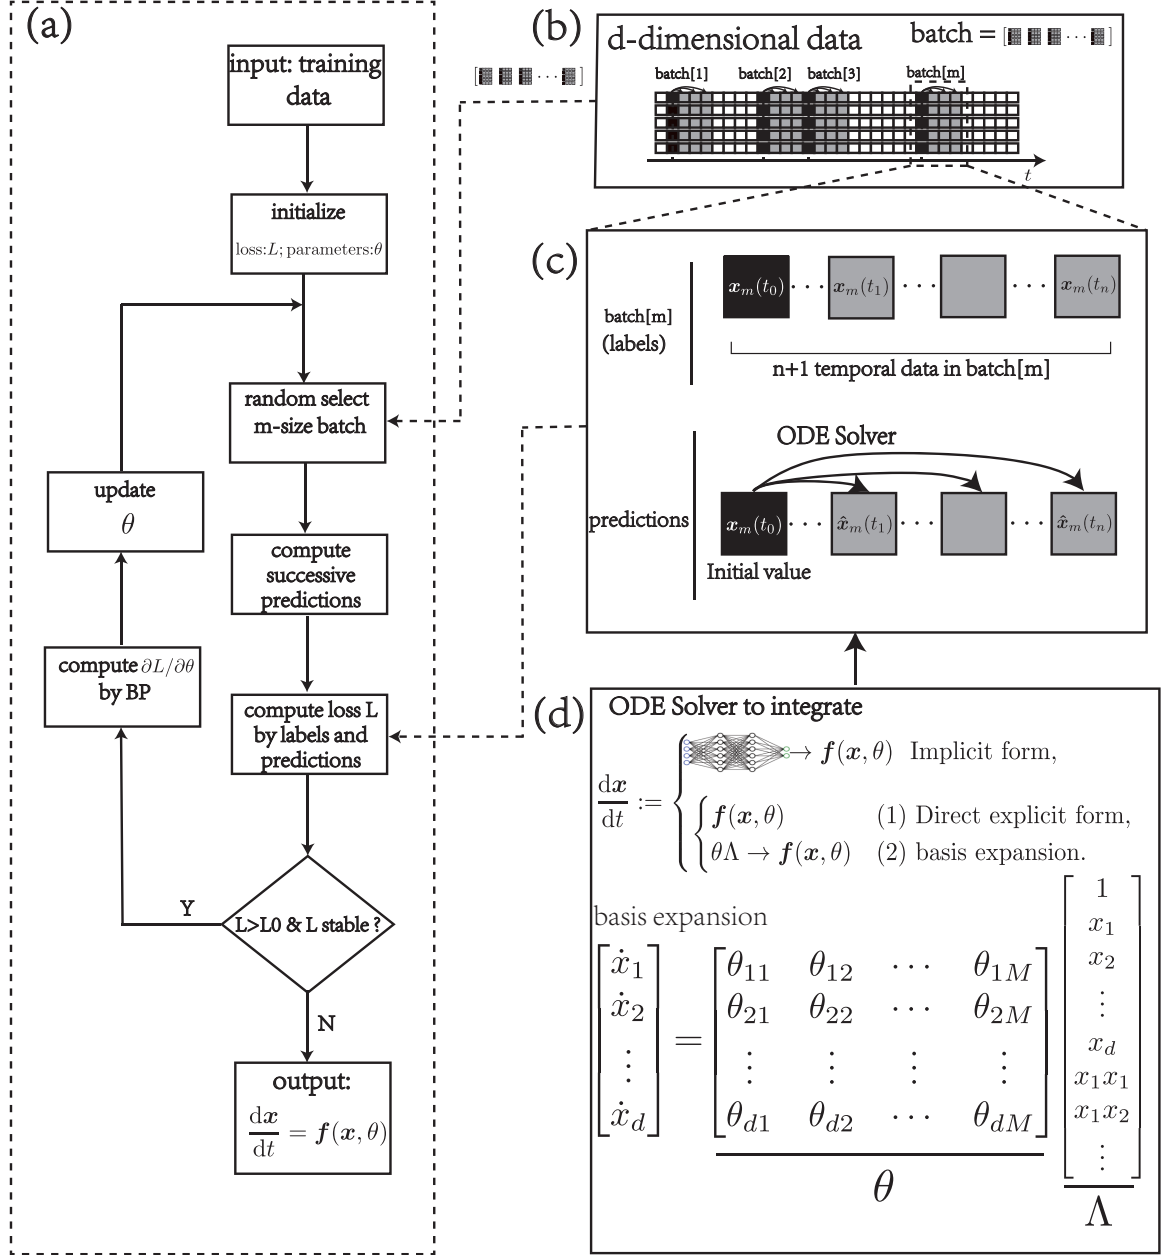 (a)
input: training
data
initialize
loss:L; parameters:θ
random select
m-size batch
update
θ
compute
successive
predictions
compute ∂L/∂θ
by BP
compute loss L
by labels and
predictions
Y
L>L0 & L stable ?
N
output:
dx/dt = f(x, θ)
(b)
d-dimensional data
batch = [ ··· ]
[ ··· ]
batch[1] batch[2] batch[3] batch[m]
t
(c)
x_m(t_0) ··· x_m(t_1) ··· ··· x_m(t_n)
batch[m]
(labels)
n+1 temporal data in batch[m]
ODE Solver
predictions
x_m(t_0) ··· x̂_m(t_1) ··· ··· x̂_m(t_n)
Initial value
(d)
ODE Solver to integrate
→ f(x, θ) Implicit form,
dx/dt :=
f(x, θ) (1) Direct explicit form,
θΛ → f(x, θ) (2) basis expansion.
basis expansion
ẋ_1
ẋ_2
⋮
ẋ_d
=
θ_11 θ_12 ··· θ_1M
θ_21 θ_22 ··· θ_2M
⋮ ⋮ ⋮ ⋮
θ_d1 θ_d2 ··· θ_dM
θ
1
x_1
x_2
⋮
x_d
x_1x_1
x_1x_2
⋮
Λ